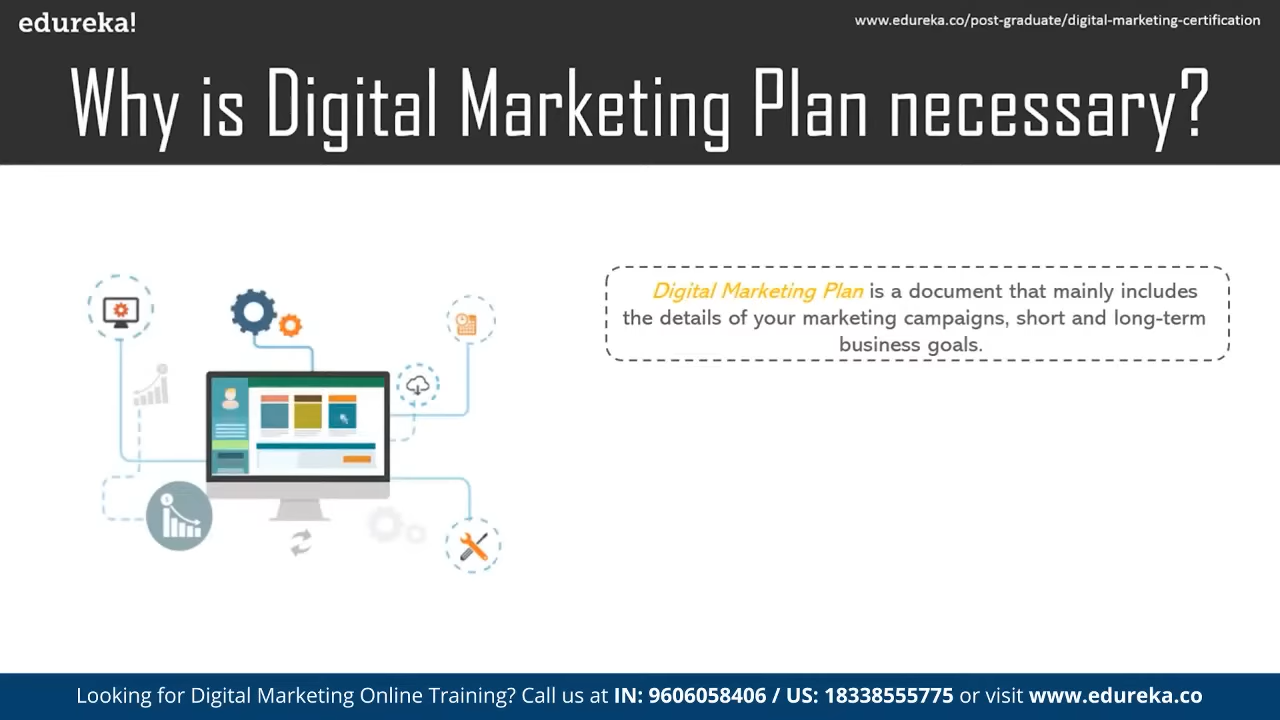 edureka!
www.edureka.co/post-graduate/digital-marketing-certification
Why is Digital Marketing Plan necessary?
Digital Marketing Plan is a document that mainly includes
the details of your marketing campaigns, short and long-term
business goals.
Looking for Digital Marketing Online Training? Call us at IN: 9606058406 / US: 18338555775 or visit www.edureka.co